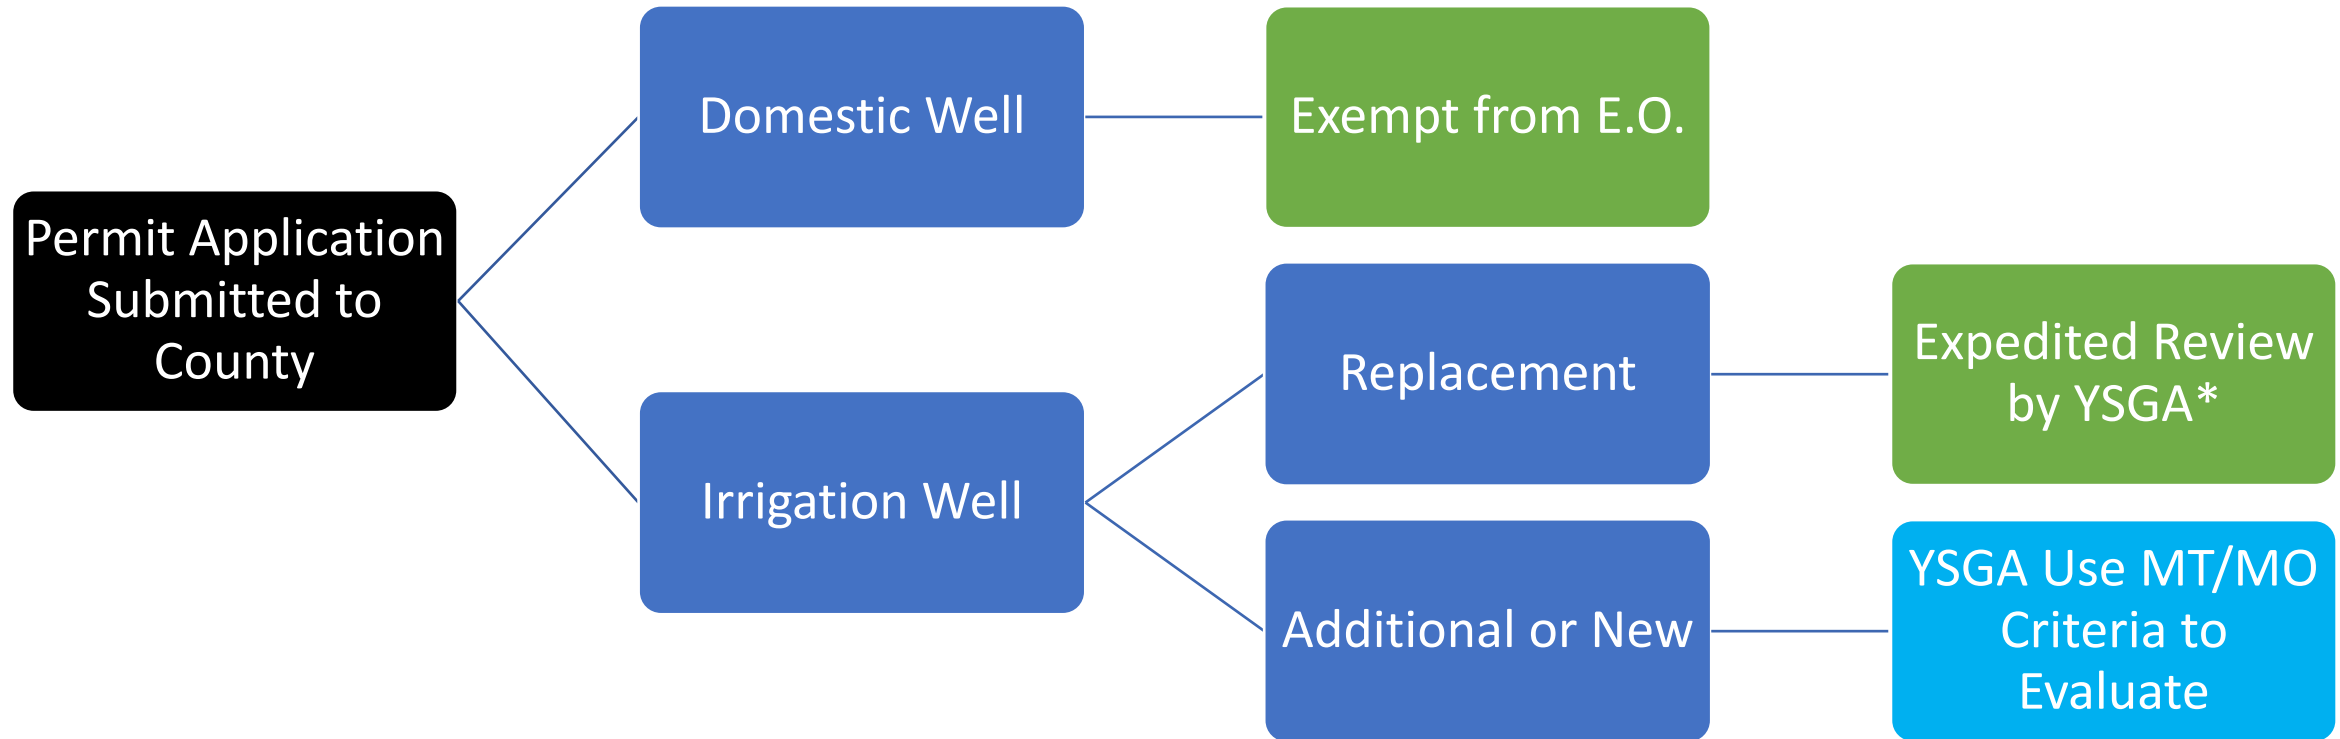 Permit Application
Submitted to
County
Domestic Well
Exempt from E.O.
Irrigation Well
Replacement
Expedited Review
by YSGA*
Additional or New
YSGA Use MT/MO
Criteria to
Evaluate